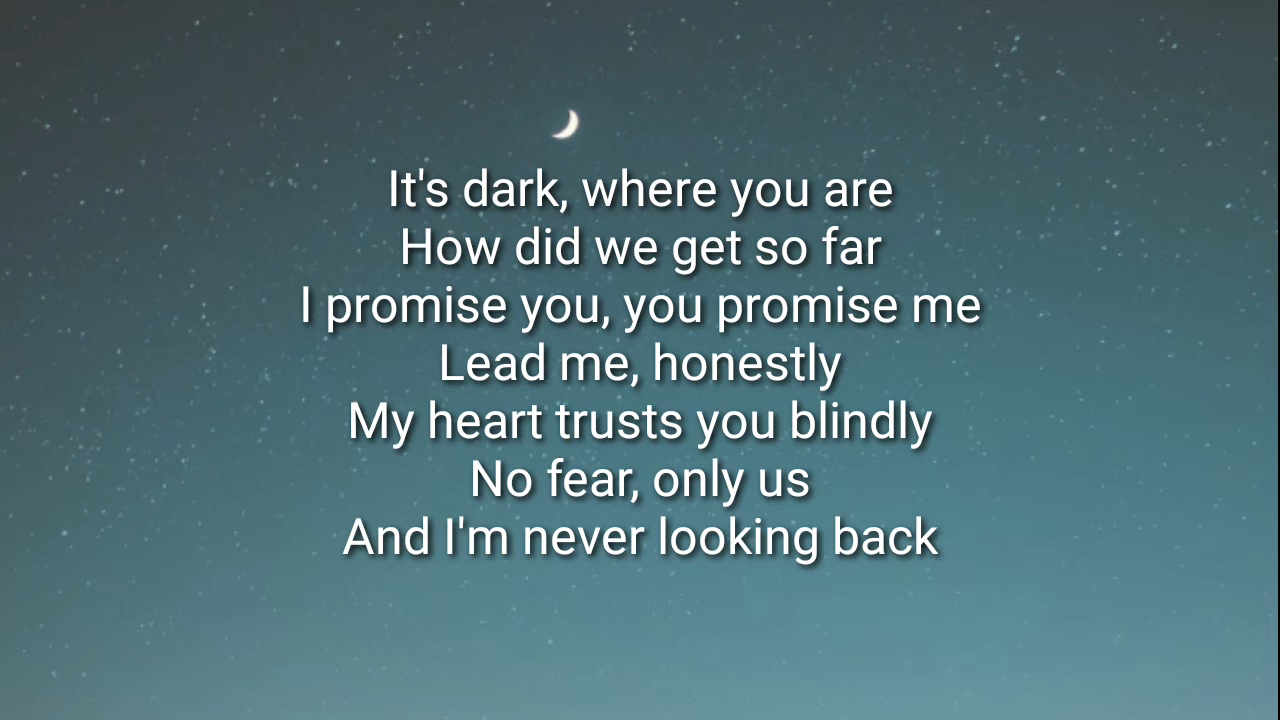 It's dark, where you are
How did we get so far
I promise you, you promise me
Lead me, honestly
My heart trusts you blindly
No fear, only us
And I'm never looking back